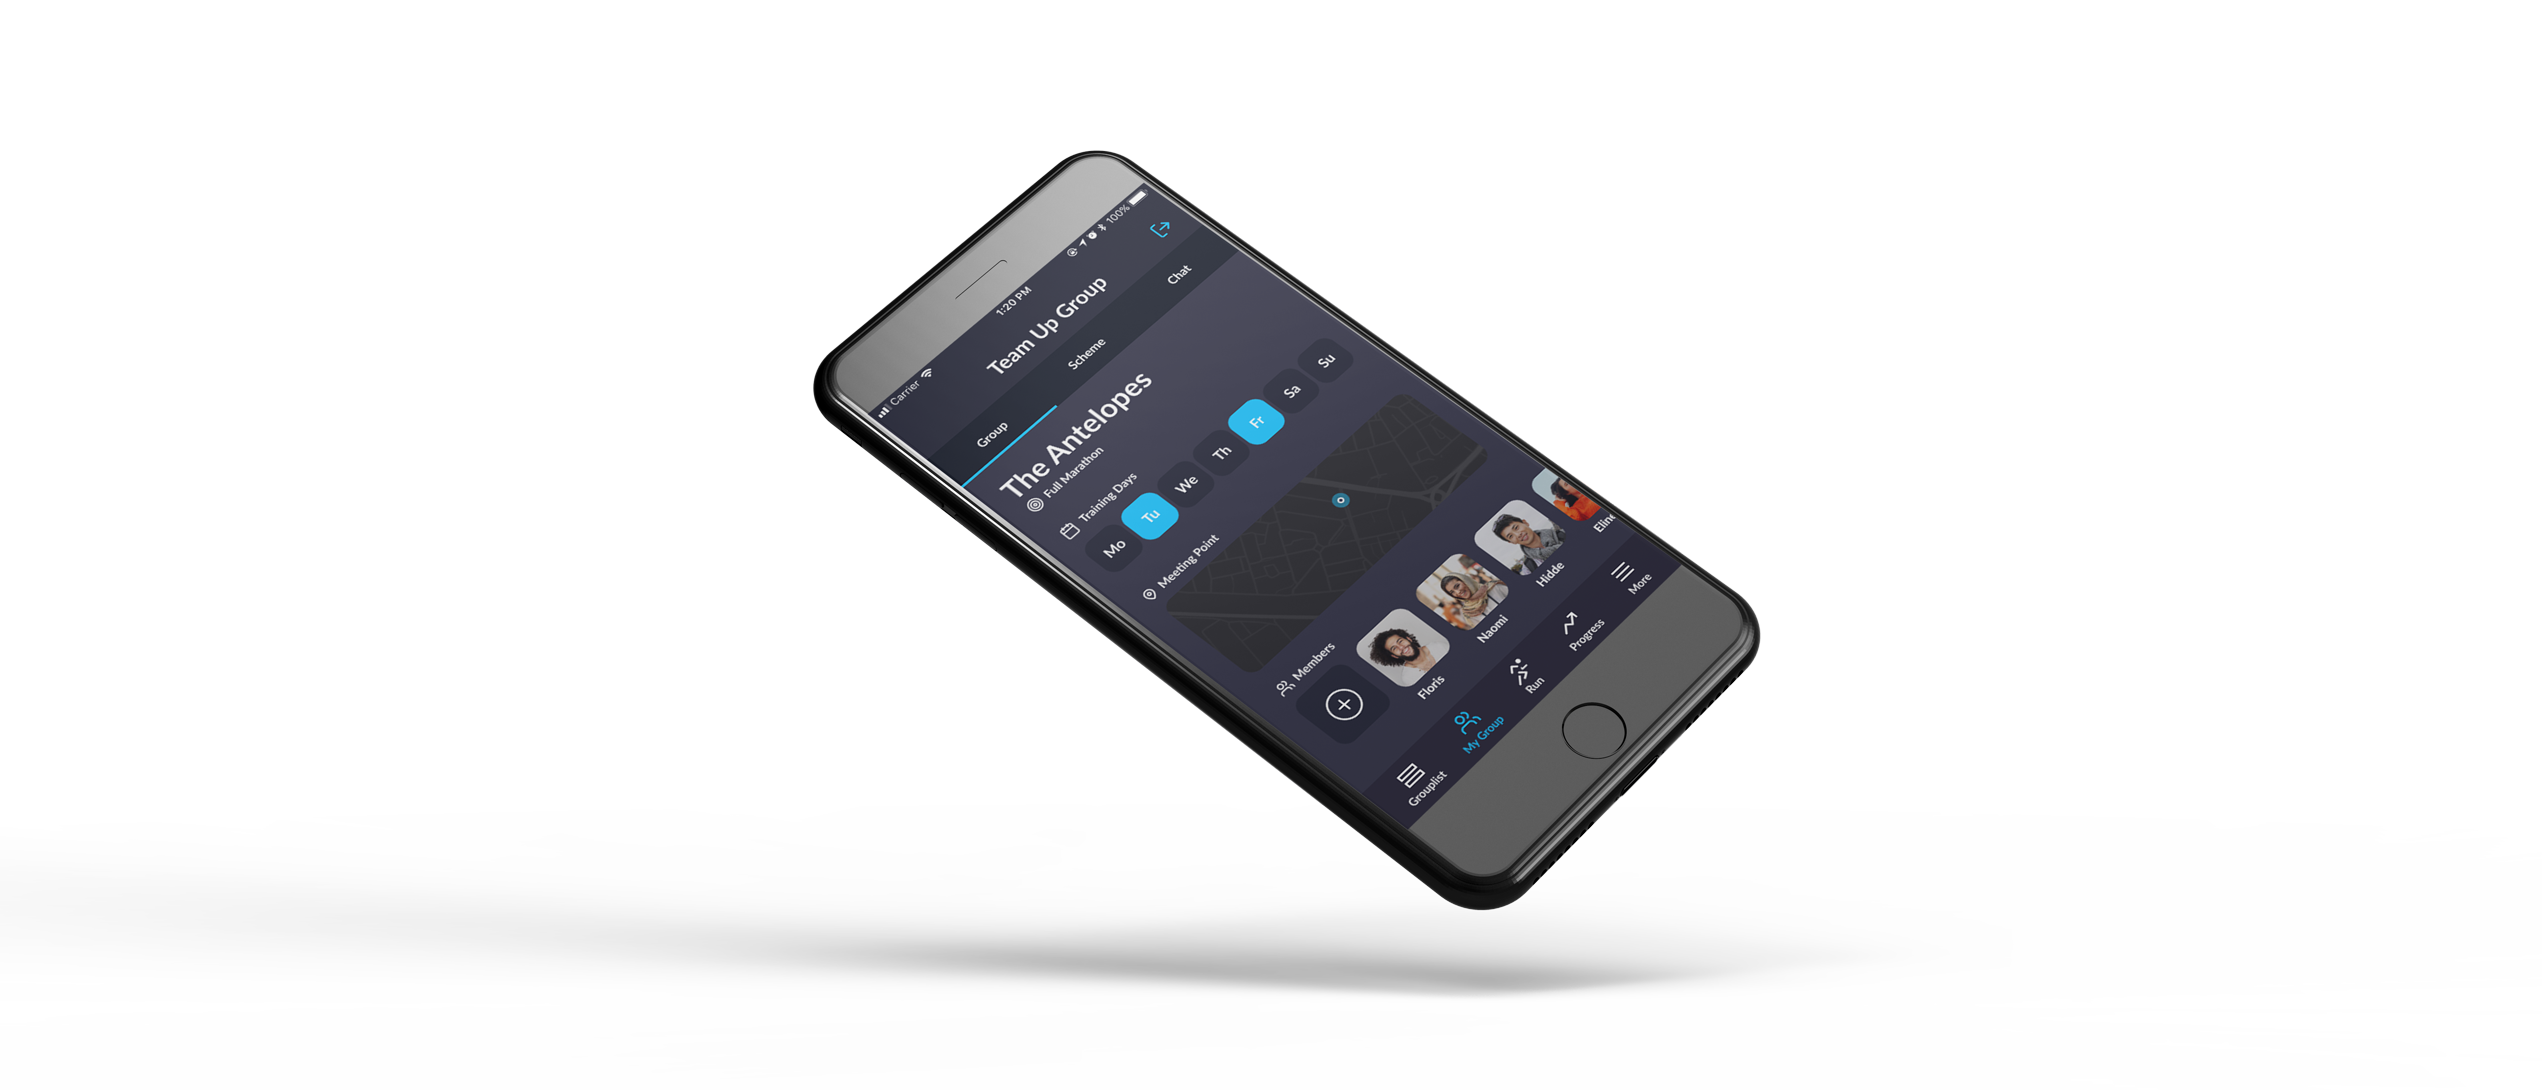 Carrier 1:20 PM 100%
Team Up Group
Group Scheme Chat
The Antelopes
Full Marathon
Training Days
Mo Tu We Th Fr Sa Su
Meeting Point
Members
Floris Naomi Hidde
Grouplist My Group Run Progress More